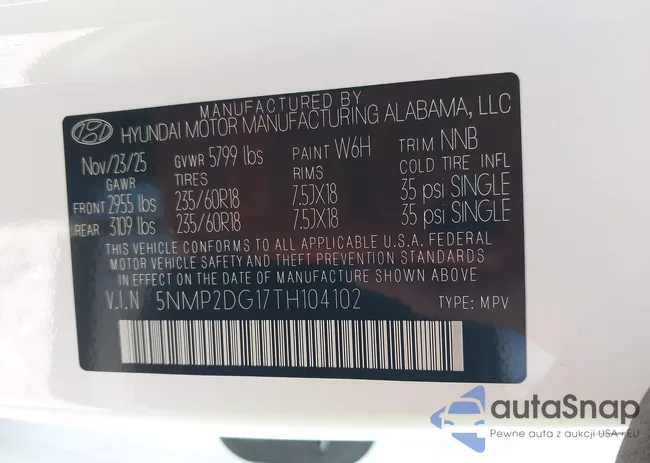 MANUFACTURED BY
HYUNDAI MOTOR MANUFACTURING ALABAMA, LLC
Nov/23/25 GVWR 5799 lbs PAINT W6H TRIM NNB
GAWR TIRES RIMS COLD TIRE INFL
FRONT 2955 lbs 235/60R18 7.5JX18 35 psi SINGLE
REAR 3109 lbs 235/60R18 7.5JX18 35 psi SINGLE
THIS VEHICLE CONFORMS TO ALL APPLICABLE U.S.A. FEDERAL
MOTOR VEHICLE SAFETY AND THEFT PREVENTION STANDARDS
IN EFFECT ON THE DATE OF MANUFACTURE SHOWN ABOVE
V.I.N 5NMP2DG17TH104102 TYPE: MPV
autaSnap
Pewne auta z aukcji USA i EU